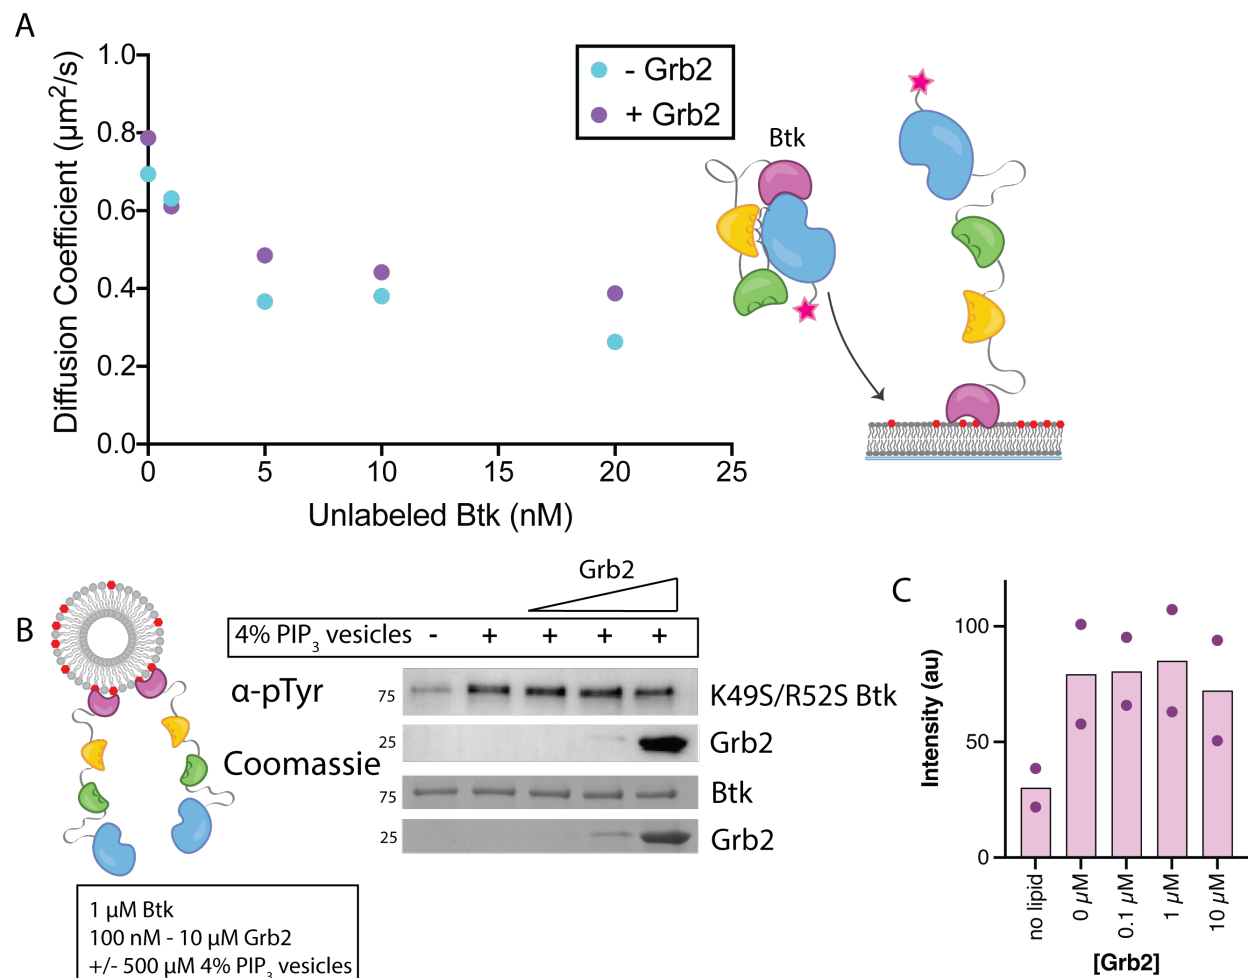 A
Diffusion Coefficient (µm²/s)
1.0
0.8
0.6
0.4
0.2
0.0
0 5 10 15 20 25
Unlabeled Btk (nM)
- Grb2
+ Grb2
Btk
B
Grb2
4% PIP₃ vesicles - + + + +
α-pTyr
75
K49S/R52S Btk
25
Grb2
Coomassie
75
Btk
25
Grb2
1 µM Btk
100 nM - 10 µM Grb2
+/- 500 µM 4% PIP₃ vesicles
C
Intensity (au)
100
50
0
no lipid
0 µM
0.1 µM
1 µM
10 µM
[Grb2]